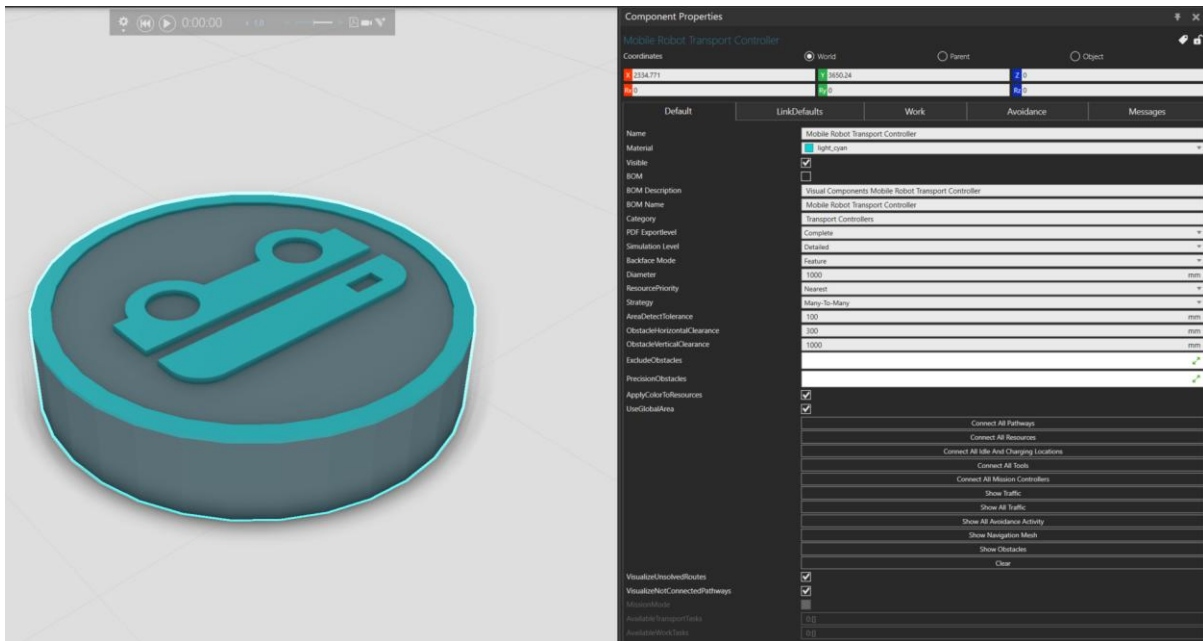 0:00:00
x 1.0
Component Properties
Mobile Robot Transport Controller
Coordinates World Parent Object
X 2334.771 Y 3650.24 Z 0
Rx 0 Ry 0 Rz 0
Default LinkDefaults Work Avoidance Messages
Name Mobile Robot Transport Controller
Material light_cyan
Visible
BOM
BOM Description Visual Components Mobile Robot Transport Controller
BOM Name Mobile Robot Transport Controller
Category Transport Controllers
PDF Exportlevel Complete
Simulation Level Detailed
Backface Mode Feature
Diameter 1000 mm
ResourcePriority Nearest
Strategy Many-To-Many
AreaDetectTolerance 100 mm
ObstacleHorizontalClearance 300 mm
ObstacleVerticalClearance 1000 mm
ExcludeObstacles
PrecisionObstacles
ApplyColorToResources
UseGlobalArea
Connect All Pathways
Connect All Resources
Connect All Idle And Charging Locations
Connect All Tools
Connect All Mission Controllers
Show Traffic
Show All Traffic
Show All Avoidance Activity
Show Navigation Mesh
Show Obstacles
Clear
VisualizeUnsolvedRoutes
VisualizeNotConnectedPathways
MissionMode
AvailableTransportTasks 0:[]
AvailableWorkTasks 0:[]